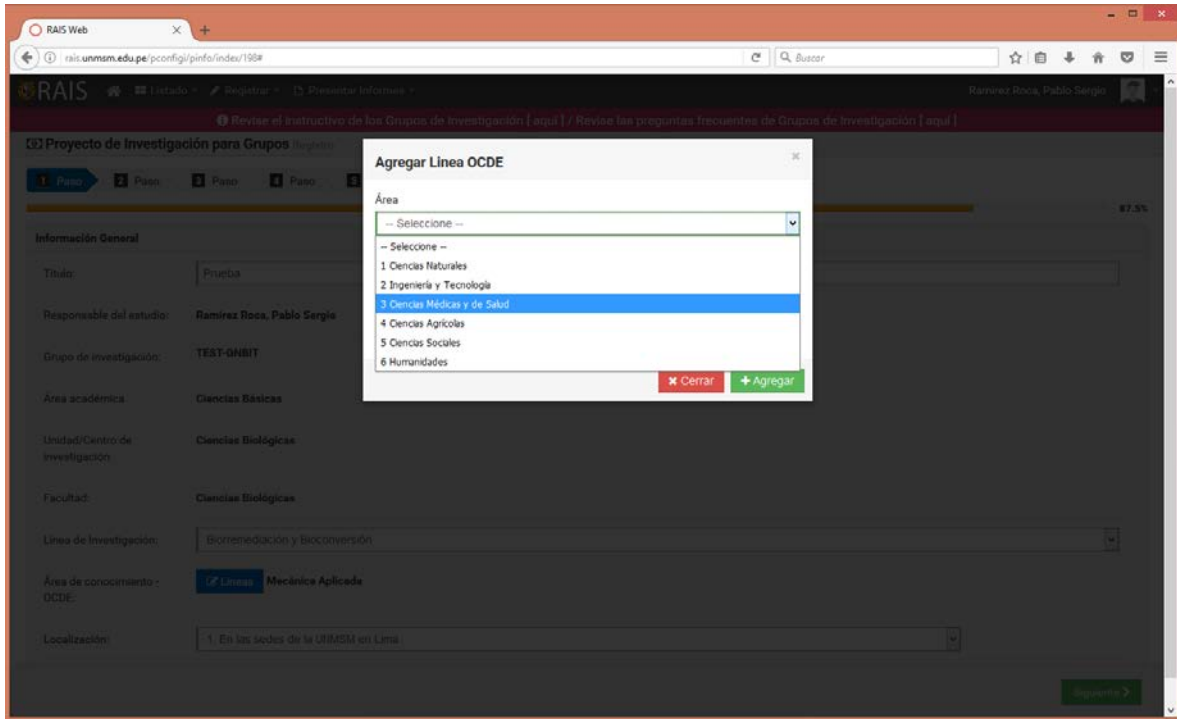 RAIS Web
rais.unmsm.edu.pe/pconfigi/pinfo/index/198#
Buscar
RAIS Listado Registrar Presentar Informes Ramirez Roca, Pablo Sergio
Revise el instructivo de los Grupos de Investigación [ aquí ] / Revise las preguntas frecuentes de Grupos de Investigación [ aquí ]
Proyecto de Investigación para Grupos Registro
1 Paso 2 Paso 3 Paso 4 Paso 5
87.5%
Agregar Linea OCDE
Área
-- Seleccione --
-- Seleccione --
1 Ciencias Naturales
2 Ingeniería y Tecnología
3 Ciencias Médicas y de Salud
4 Ciencias Agrícolas
5 Ciencias Sociales
6 Humanidades
Cerrar Agregar
Información General
Título: Prueba
Responsable del estudio: Ramirez Roca, Pablo Sergio
Grupo de investigación: TEST-GNBIT
Área académica: Ciencias Básicas
Unidad/Centro de investigación: Ciencias Biológicas
Facultad: Ciencias Biológicas
Línea de Investigación: Biorremediación y Bioconversión
Área de conocimiento - OCDE: Líneas Mecánica Aplicada
Localización: 1. En las sedes de la UNMSM en Lima
Siguiente